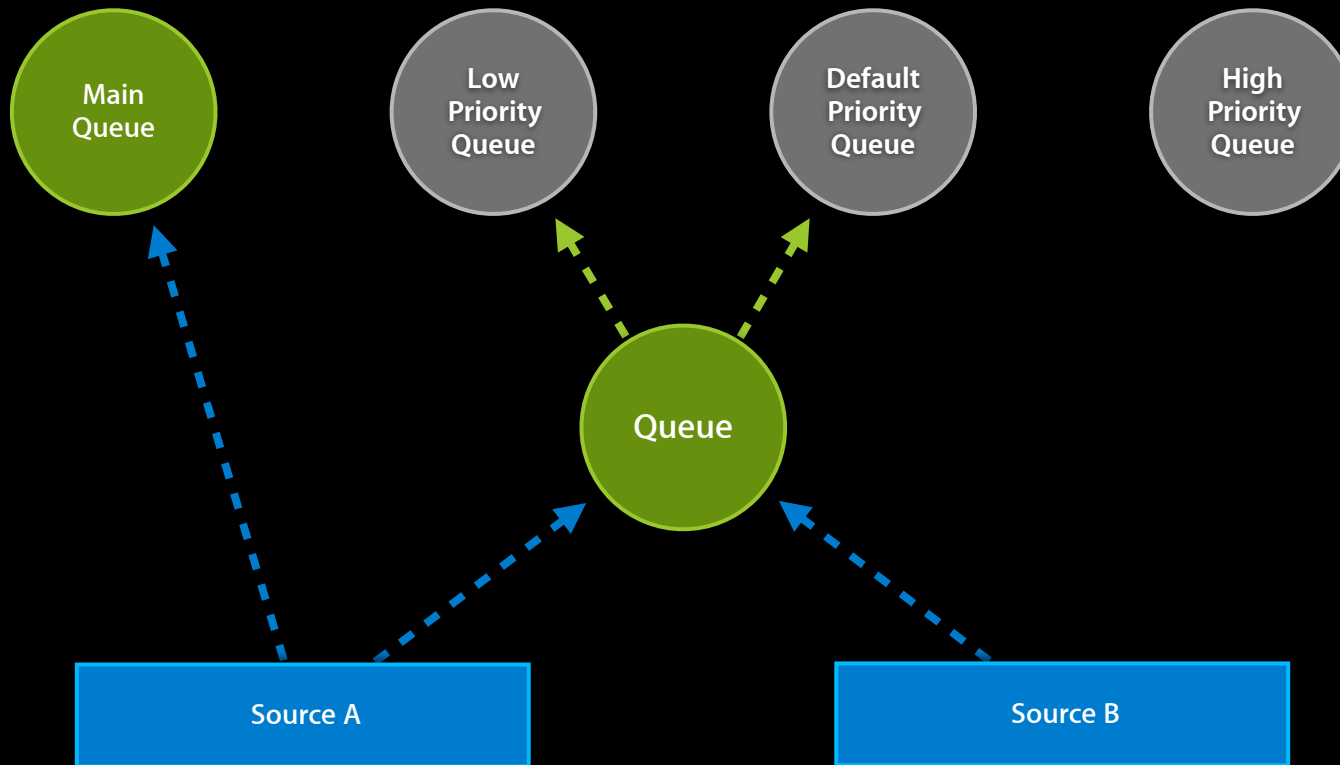 Main
Queue
Low
Priority
Queue
Default
Priority
Queue
High
Priority
Queue
Queue
Source A
Source B